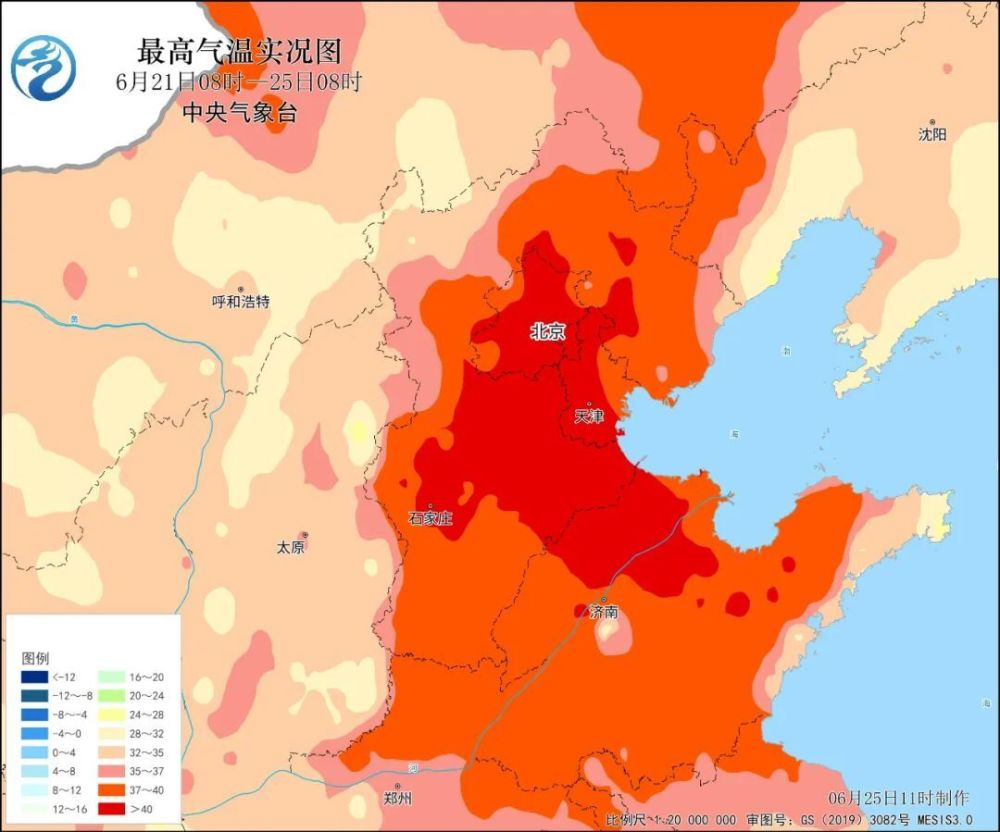 最高气温实况图
6月21日08时—25日08时
中央气象台
沈阳
呼和浩特
黄
北京
渤
天津
海
石家庄
太原
济南
海
河
郑州
图例
<-12
-12～-8
-8～-4
-4～0
0～4
4～8
8～12
12～16
16～20
20～24
24～28
28～32
32～35
35～37
37～40
>40
06月25日11时制作
比例尺 1:20 000 000 审图号：GS（2019）3082号 MESIS3.0